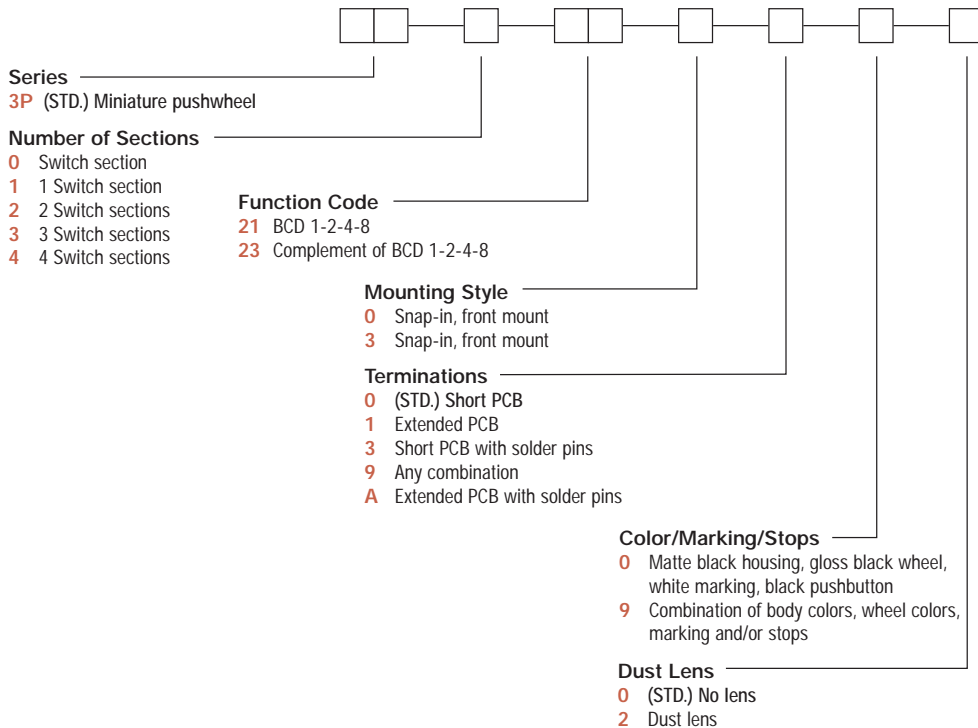 Series
3P (STD.) Miniature pushwheel
Number of Sections
0 Switch section
1 1 Switch section
2 2 Switch sections
3 3 Switch sections
4 4 Switch sections
Function Code
21 BCD 1-2-4-8
23 Complement of BCD 1-2-4-8
Mounting Style
0 Snap-in, front mount
3 Snap-in, front mount
Terminations
0 (STD.) Short PCB
1 Extended PCB
3 Short PCB with solder pins
9 Any combination
A Extended PCB with solder pins
Color/Marking/Stops
0 Matte black housing, gloss black wheel,
white marking, black pushbutton
9 Combination of body colors, wheel colors,
marking and/or stops
Dust Lens
0 (STD.) No lens
2 Dust lens